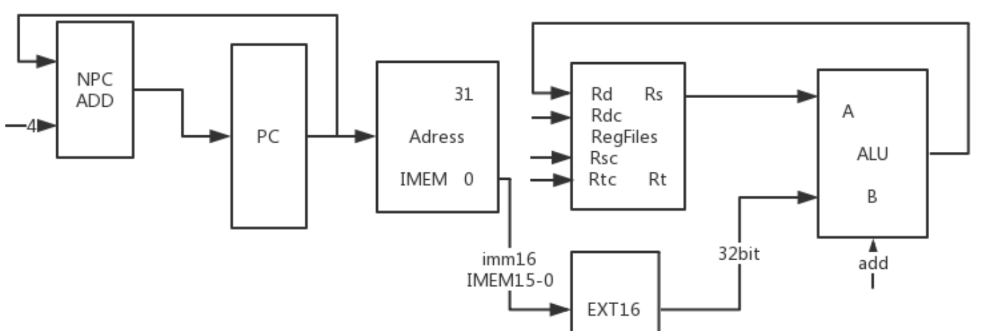 NPC
ADD
4
PC
31
Adress
IMEM 0
imm16
IMEM15-0
Rd Rs
Rdc
RegFiles
Rsc
Rtc Rt
EXT16
32bit
A
ALU
B
add